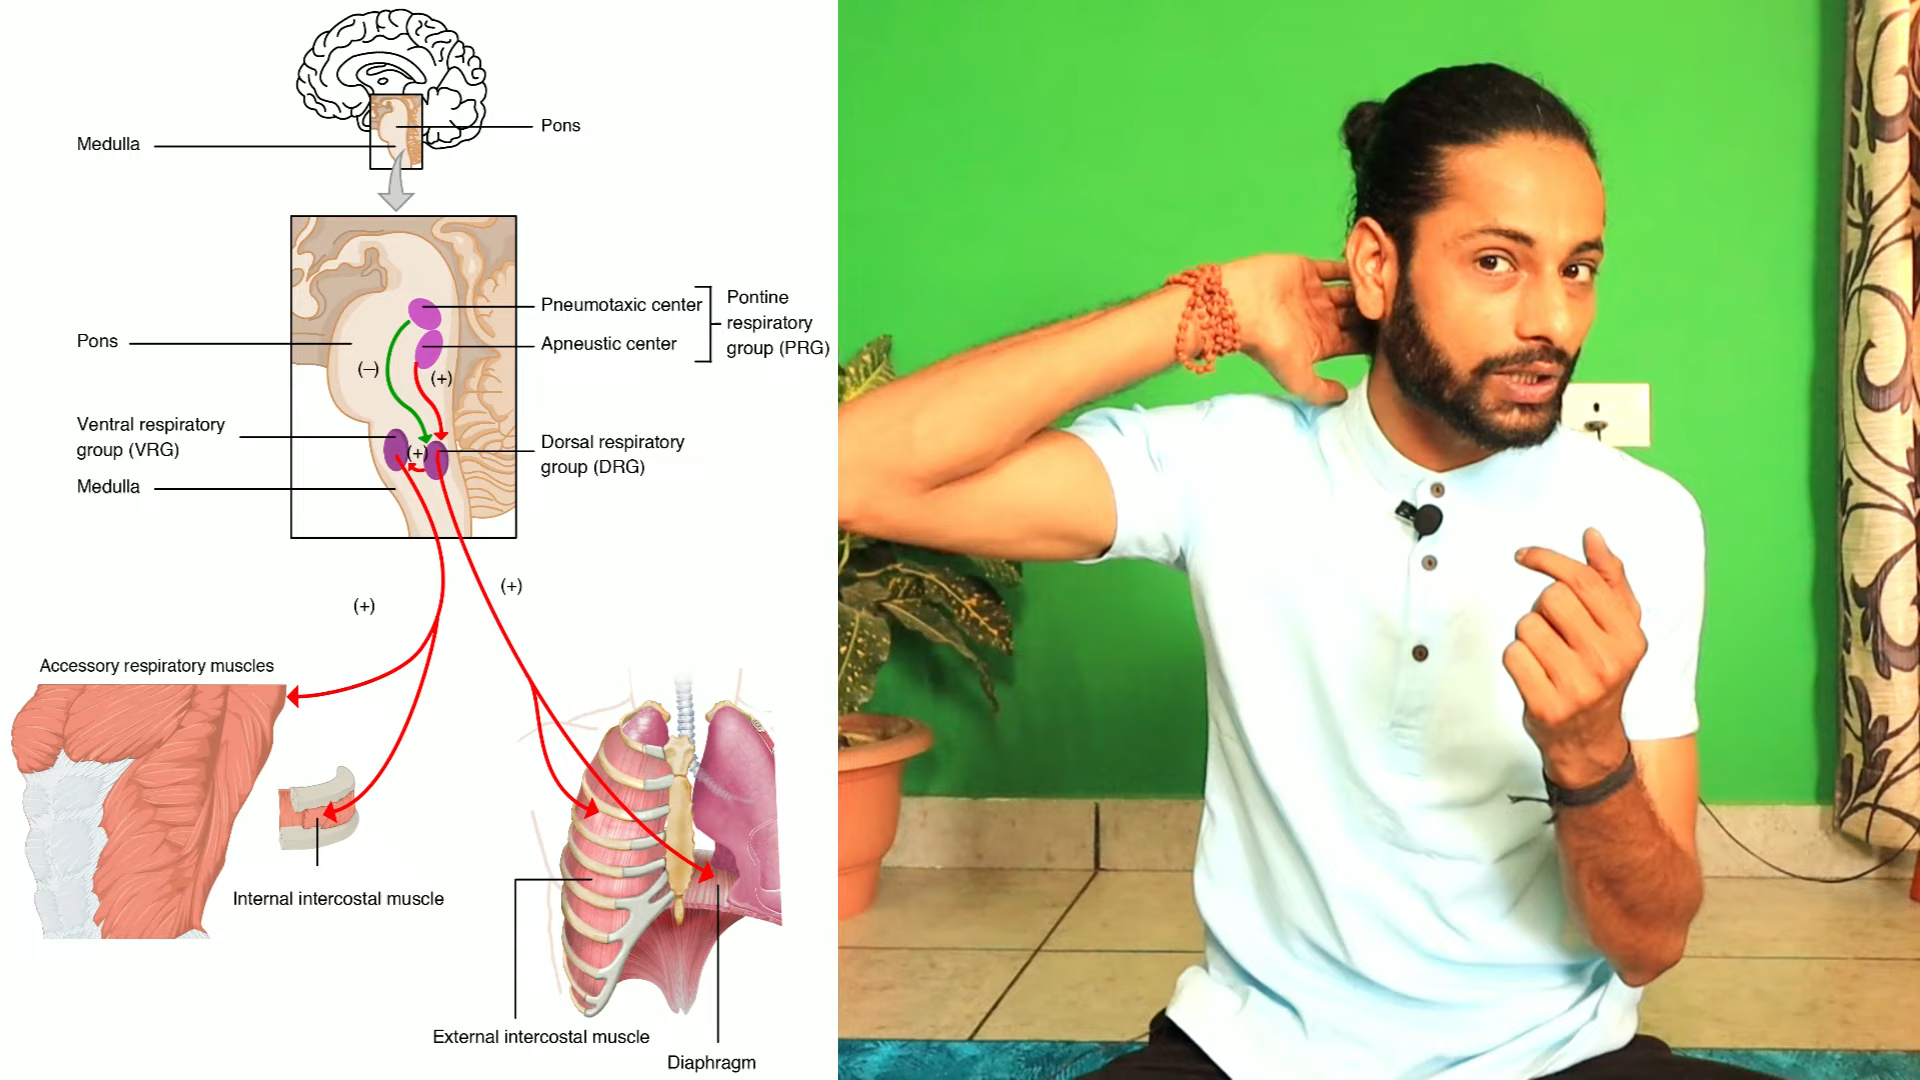 Pons
Medulla
Pneumotaxic center
Apneustic center
Pontine
respiratory
group (PRG)
Pons
(–)
(+)
Ventral respiratory
group (VRG)
(+)
Dorsal respiratory
group (DRG)
Medulla
(+)
(+)
Accessory respiratory muscles
Internal intercostal muscle
External intercostal muscle
Diaphragm